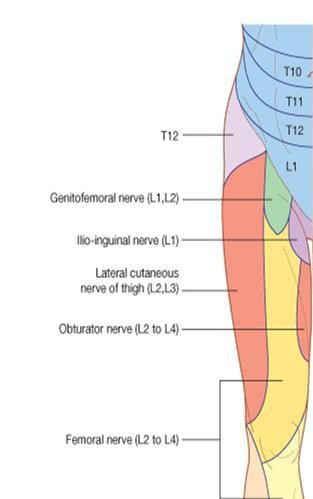 T10
T11
T12
L1
T12
Genitofemoral nerve (L1,L2)
Ilio-inguinal nerve (L1)
Lateral cutaneous
nerve of thigh (L2,L3)
Obturator nerve (L2 to L4)
Femoral nerve (L2 to L4)